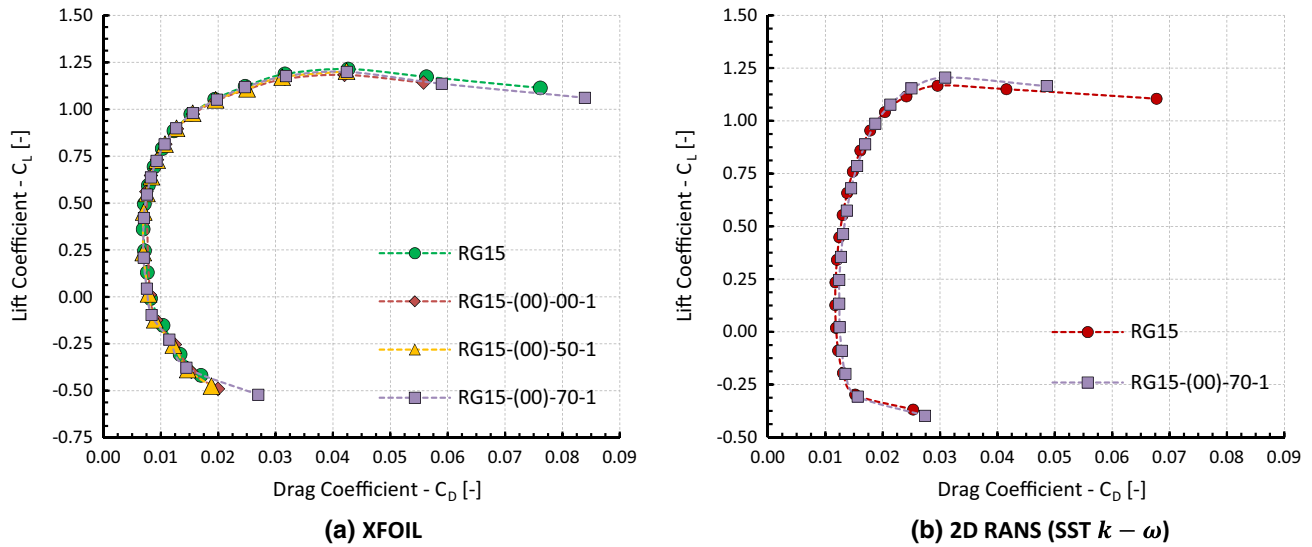 1.50
1.25
1.00
0.75
0.50
0.25
0.00
-0.25
-0.50
-0.75
Lift Coefficient - C_L [-]
0.00 0.01 0.02 0.03 0.04 0.05 0.06 0.07 0.08 0.09
Drag Coefficient - C_D [-]
RG15
RG15-(00)-00-1
RG15-(00)-50-1
RG15-(00)-70-1
(a) XFOIL
1.50
1.25
1.00
0.75
0.50
0.25
0.00
-0.25
-0.50
Lift Coefficient - C_L [-]
0.00 0.01 0.02 0.03 0.04 0.05 0.06 0.07 0.08 0.09
Drag Coefficient - C_D [-]
RG15
RG15-(00)-70-1
(b) 2D RANS (SST k − ω)